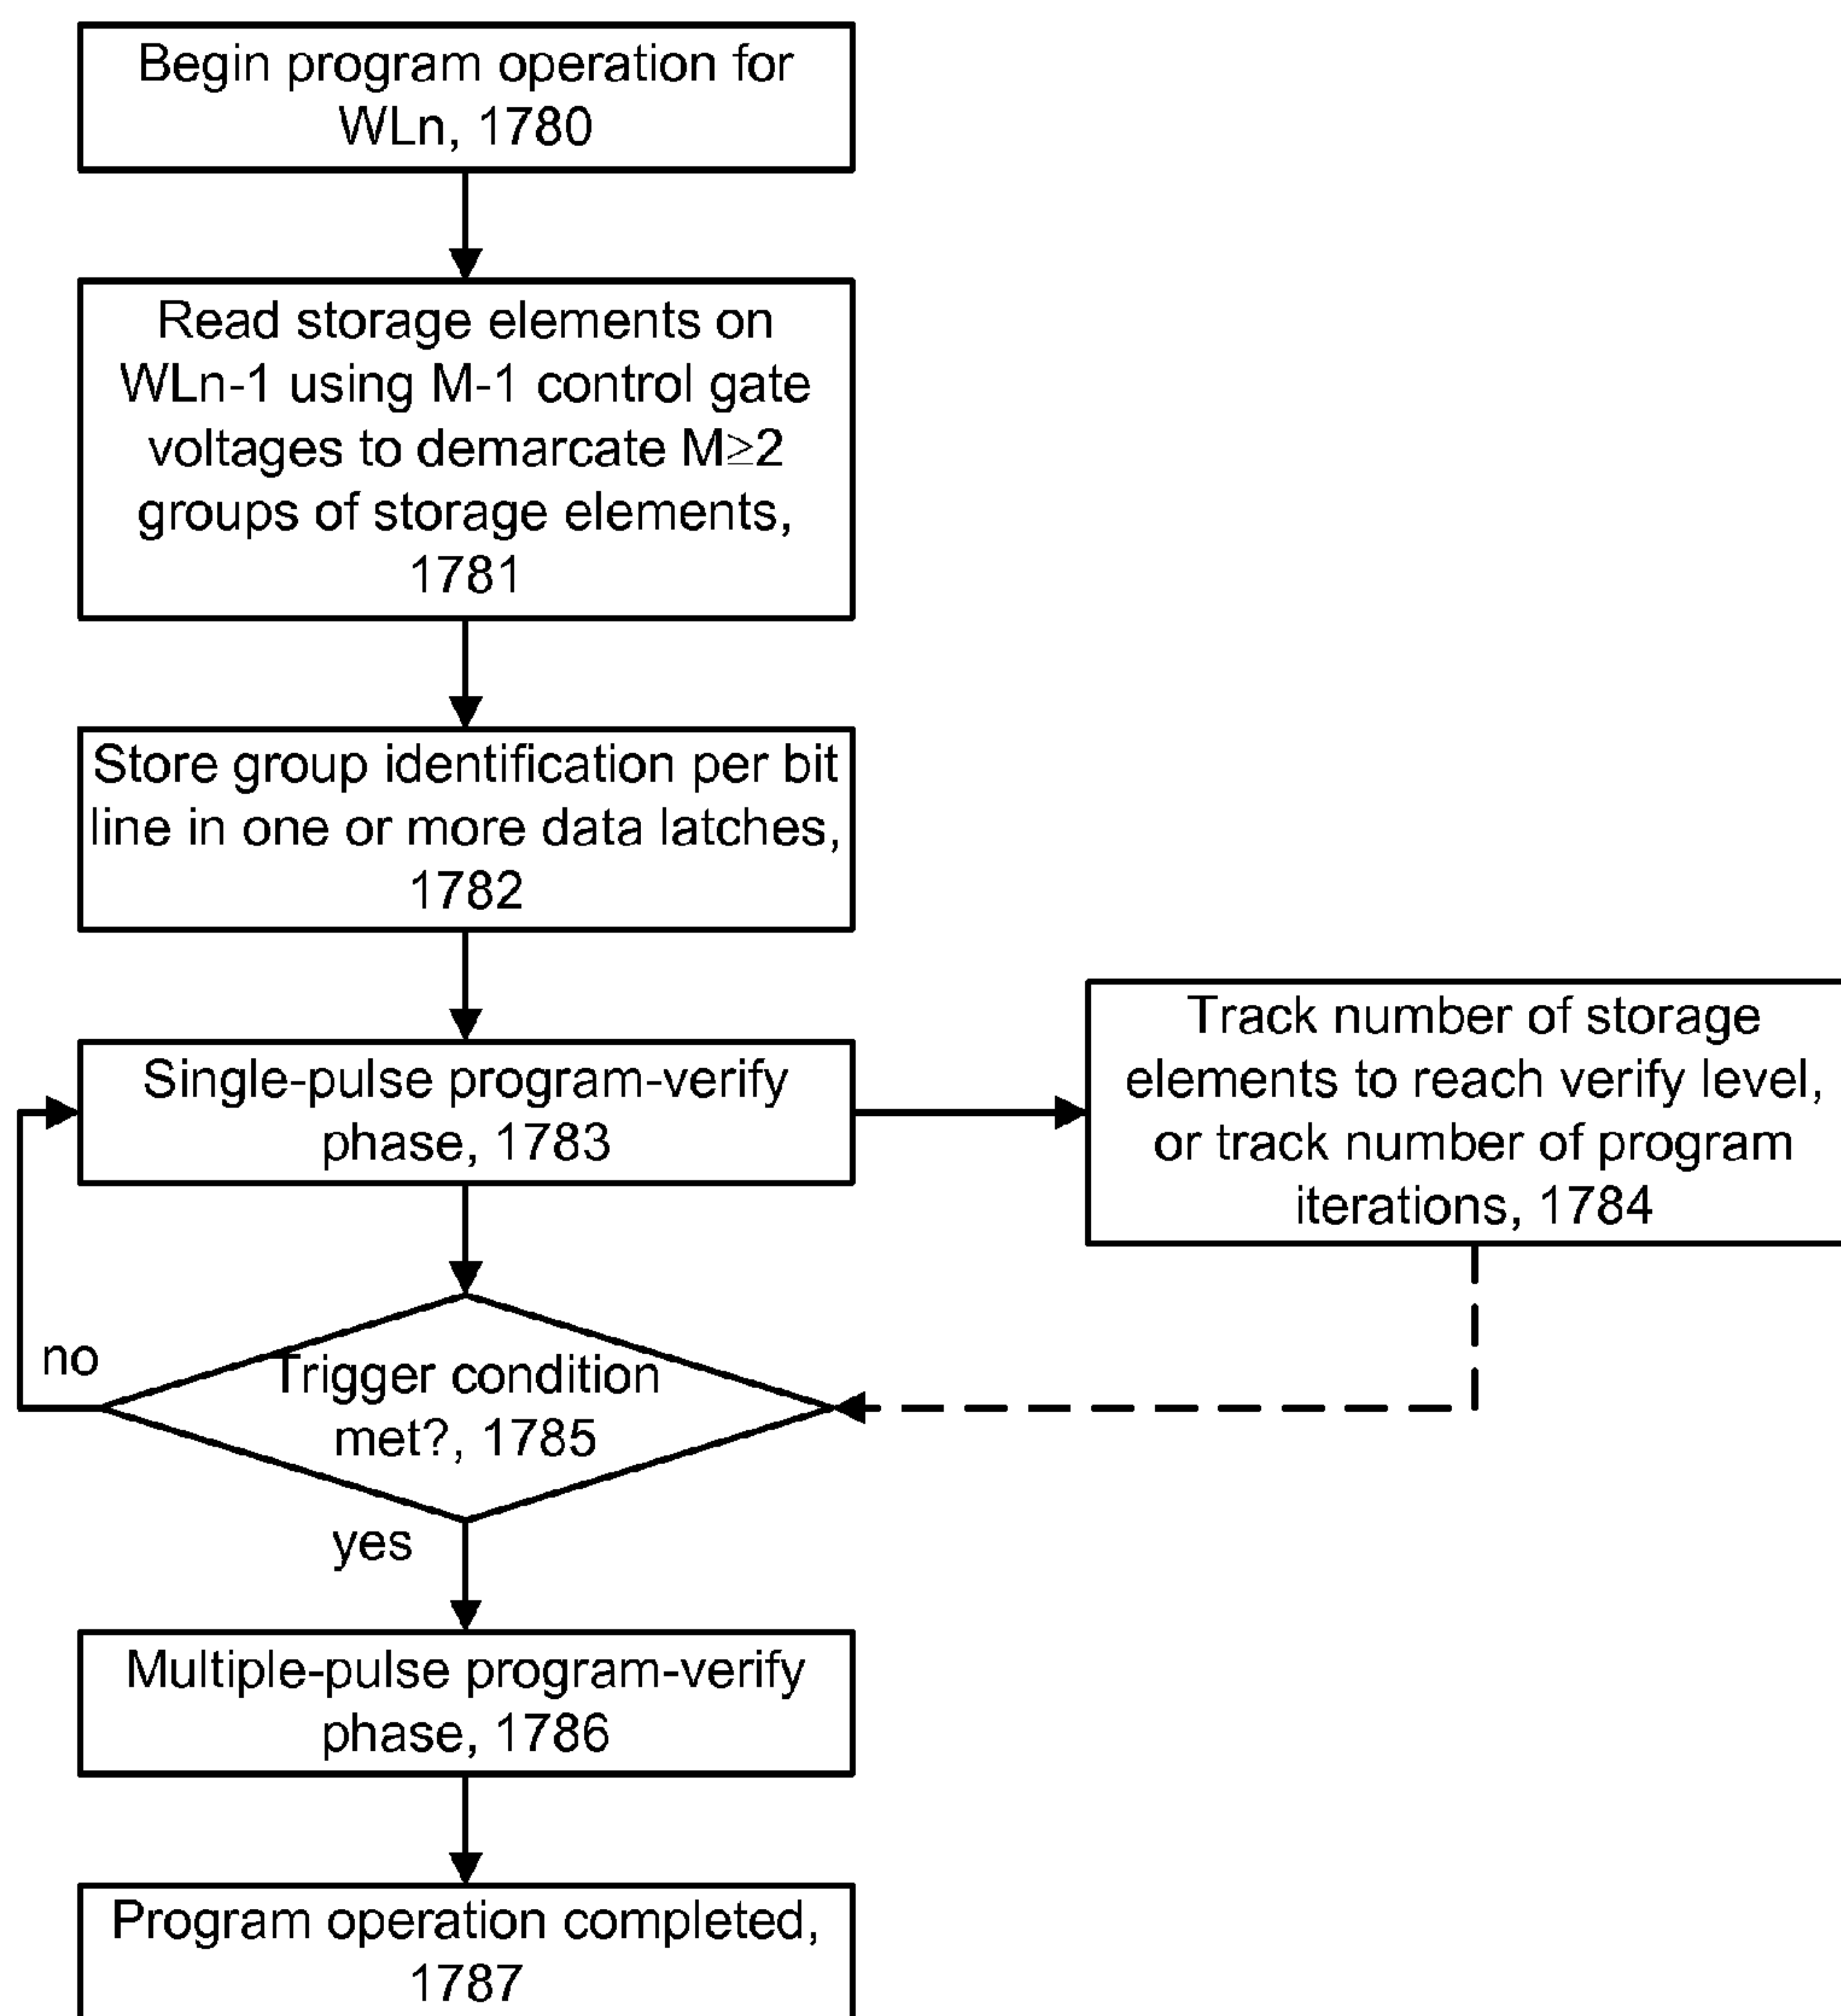 Begin program operation for
WLn, 1780
Read storage elements on
WLn-1 using M-1 control gate
voltages to demarcate M≥2
groups of storage elements,
1781
Store group identification per bit
line in one or more data latches,
1782
Single-pulse program-verify
phase, 1783
Track number of storage
elements to reach verify level,
or track number of program
iterations, 1784
no
Trigger condition
met?, 1785
yes
Multiple-pulse program-verify
phase, 1786
Program operation completed,
1787